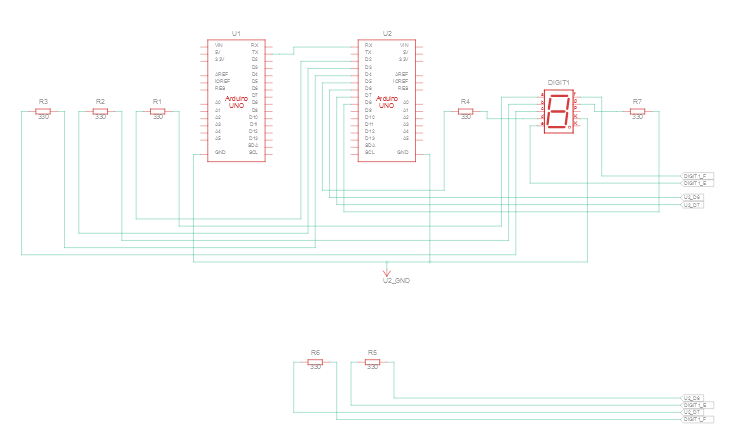 U1
U2
VIN
RX
5V
TX
3.3V
D2
D3
AREF
D4
IOREF
D5
RES
D6
D7
A0
D8
A1
D9
A2
D10
A3
D11
A4
D12
A5
D13
SDA
GND
SCL
Arduino
UNO
RX
VIN
TX
5V
D2
3.3V
D3
D4
AREF
D5
IOREF
D6
RES
D7
D8
A0
D9
A1
D10
A2
D11
A3
D12
A4
D13
A5
SDA
SCL
GND
Arduino
UNO
DIGIT1
R3
330
R2
330
R1
330
R4
330
R7
330
DIGIT1_F
DIGIT1_E
U2_D6
U2_D7
U2_GND
R6
330
R5
330
U2_D6
DIGIT1_E
U2_D7
DIGIT1_F